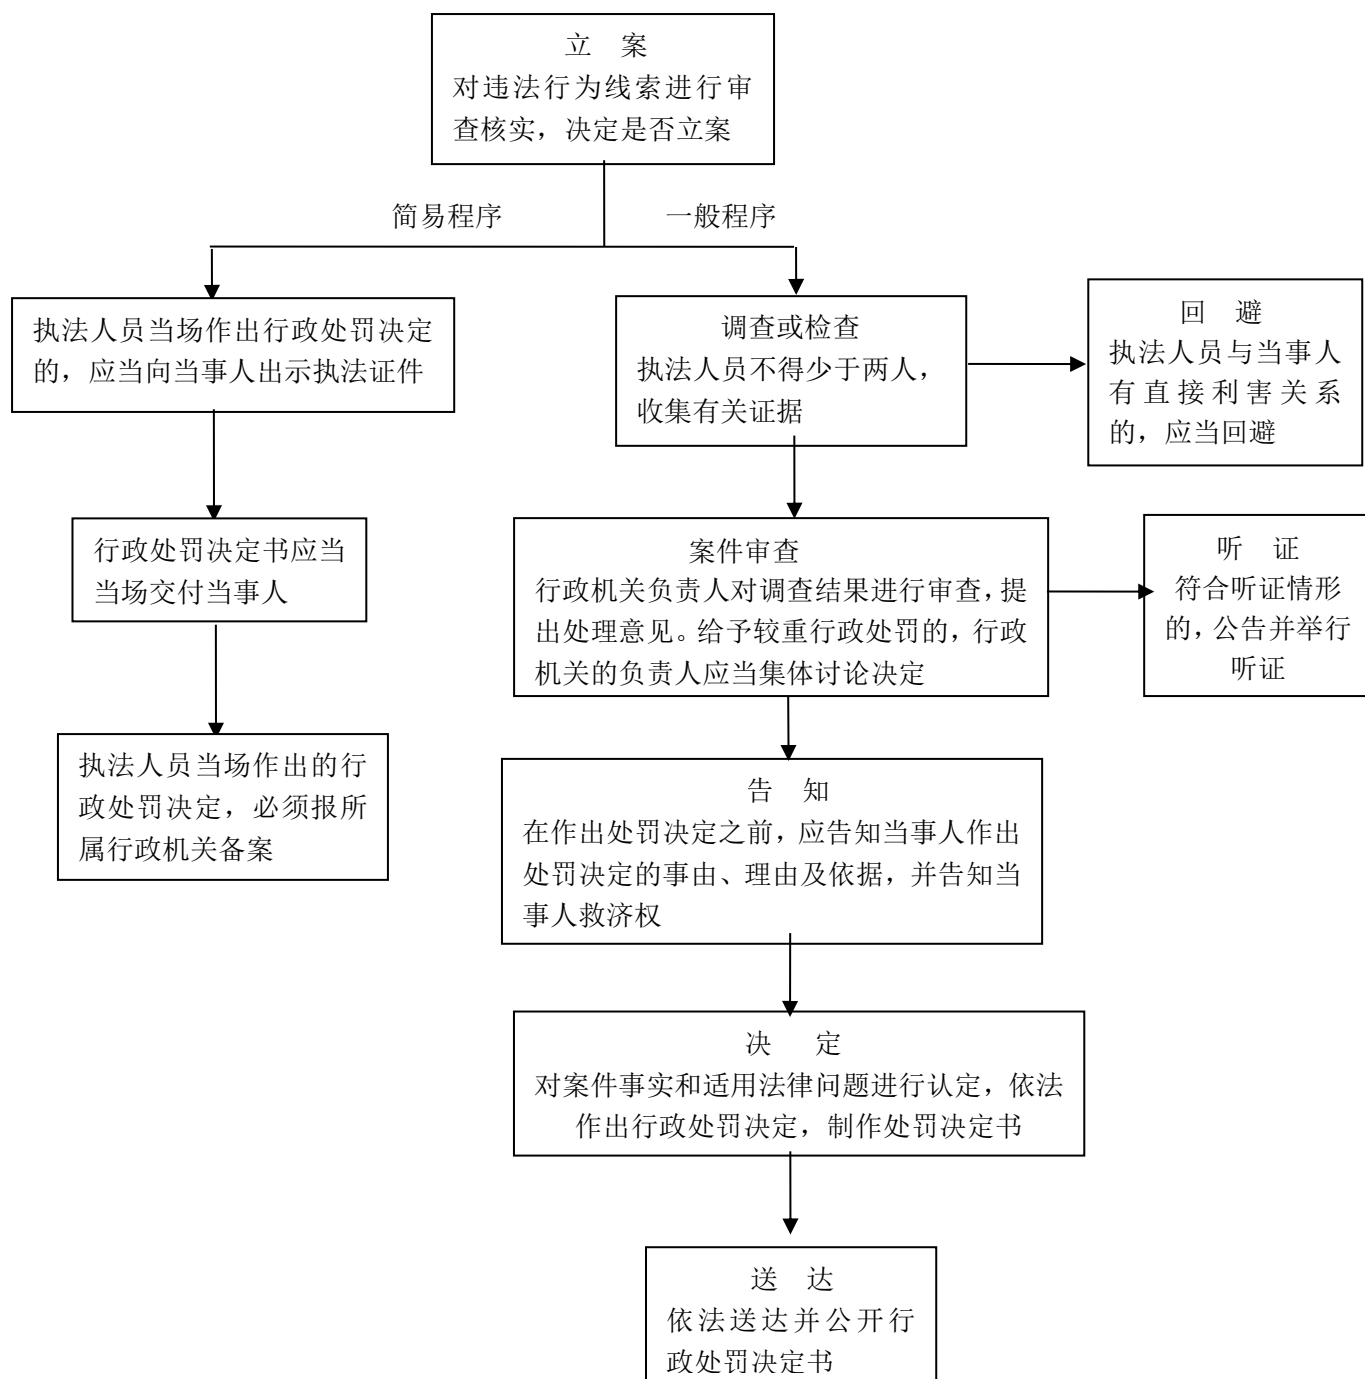 立 案
对违法行为线索进行审
查核实，决定是否立案
简易程序
一般程序
执法人员当场作出行政处罚决定
的，应当向当事人出示执法证件
调查或检查
执法人员不得少于两人，
收集有关证据
回 避
执法人员与当事人
有直接利害关系
的，应当回避
行政处罚决定书应当
当场交付当事人
案件审查
行政机关负责人对调查结果进行审查，提
出处理意见。给予较重行政处罚的，行政
机关的负责人应当集体讨论决定
听 证
符合听证情形
的，公告并举行
听证
执法人员当场作出的行
政处罚决定，必须报所
属行政机关备案
告 知
在作出处罚决定之前，应告知当事人作出
处罚决定的事由、理由及依据，并告知当
事人救济权
决 定
对案件事实和适用法律问题进行认定，依法
作出行政处罚决定，制作处罚决定书
送 达
依法送达并公开行
政处罚决定书